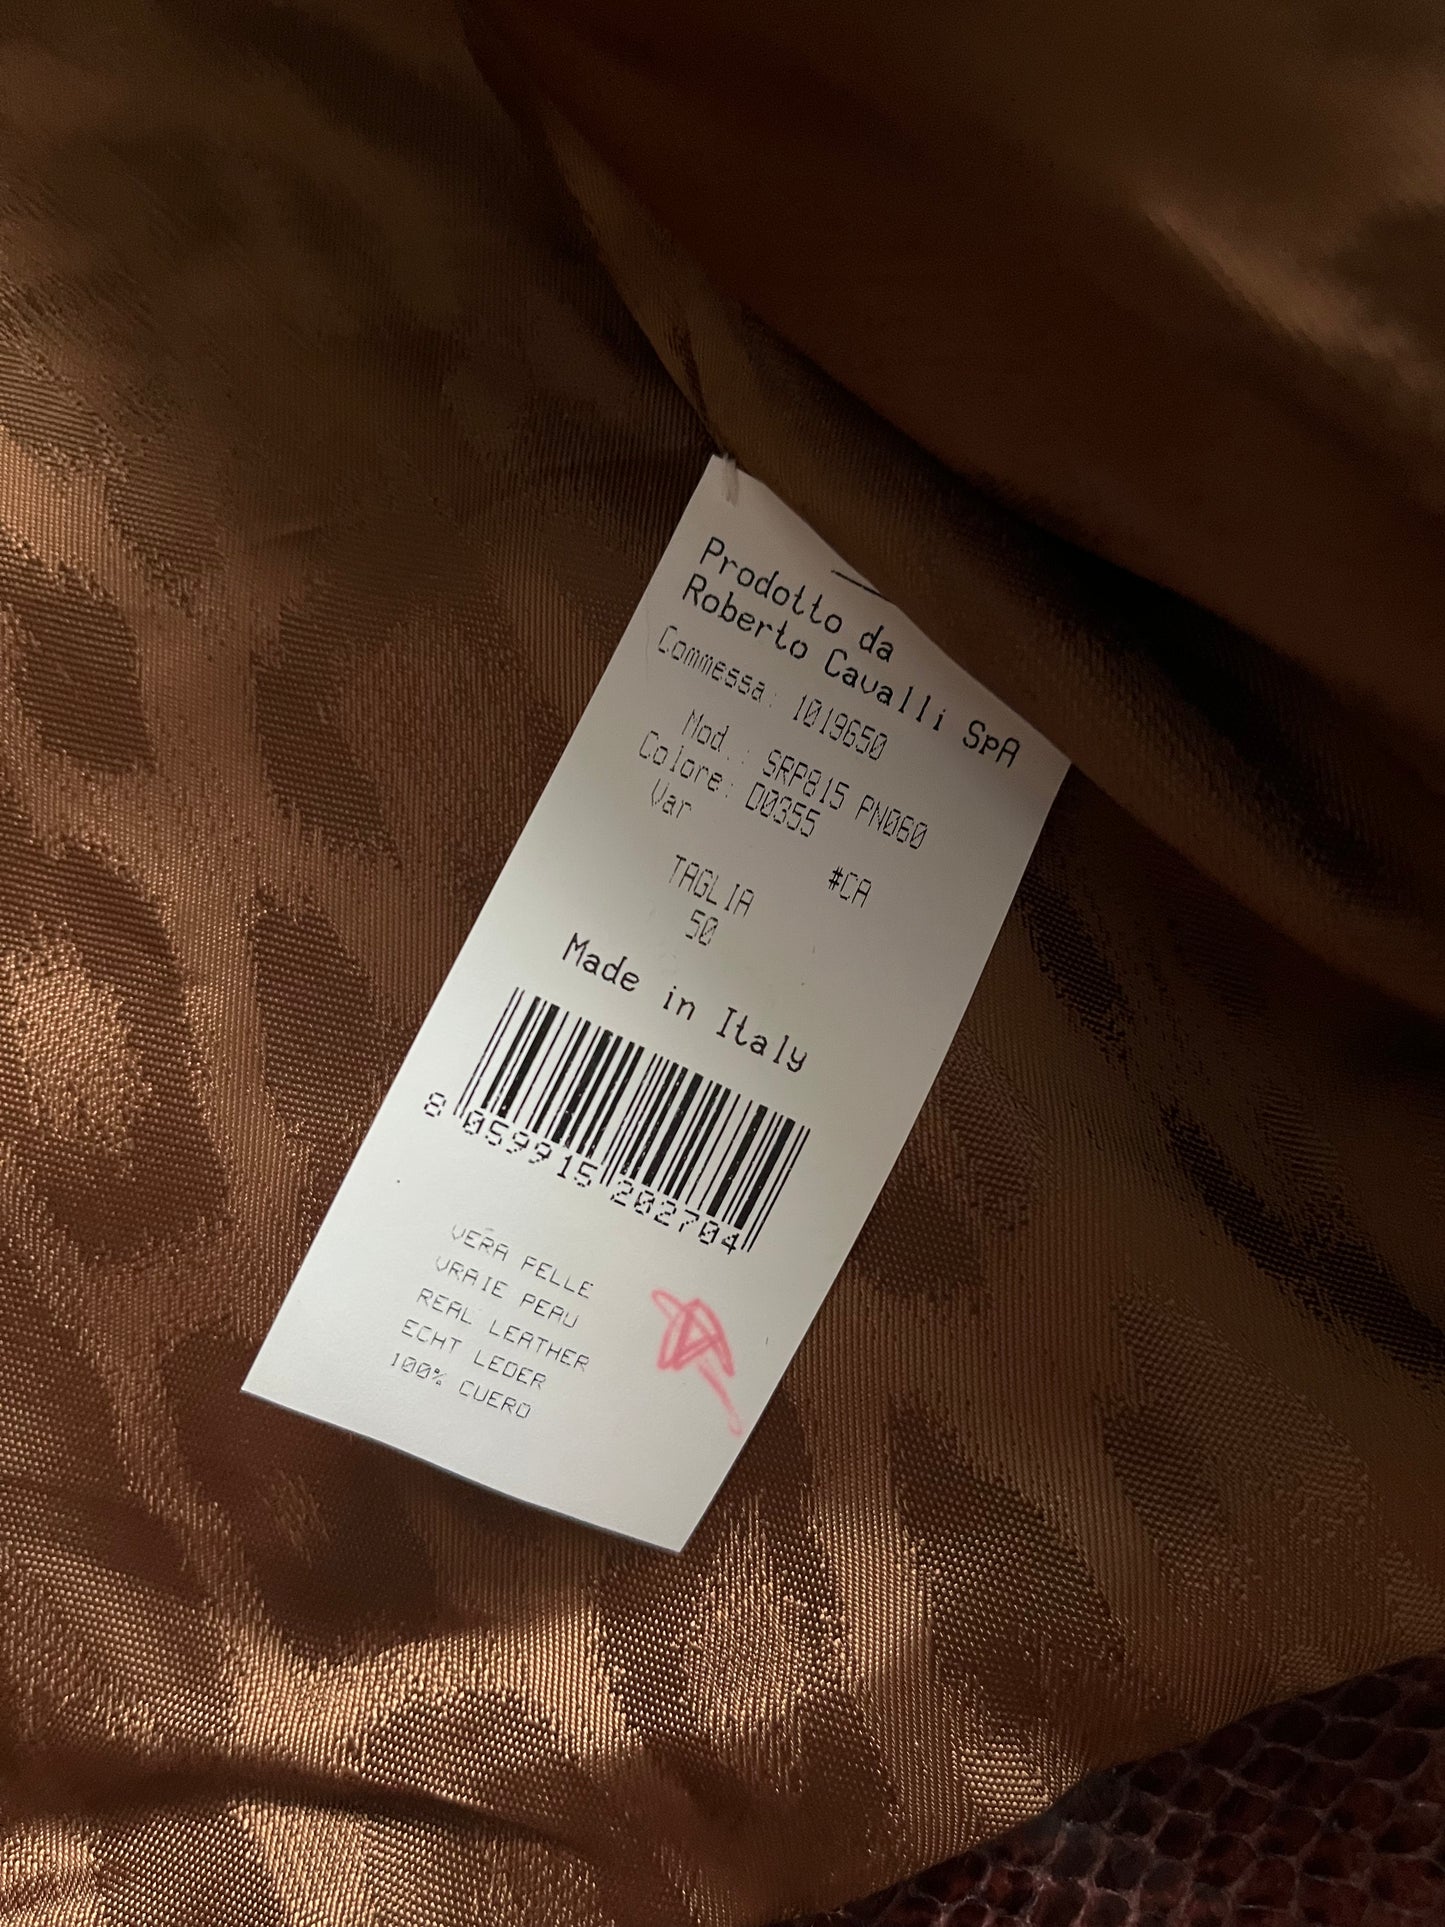 Prodotto da
Roberto Cavalli SpA
Commessa: 1019650
Mod.: SRP815 PN060
Colore: D0355
Var
#CA
TAGLIA
50
Made in Italy
8 059915 202704
VERA PELLE
VRAIE PEAU
REAL LEATHER
ECHT LEDER
100% CUERO